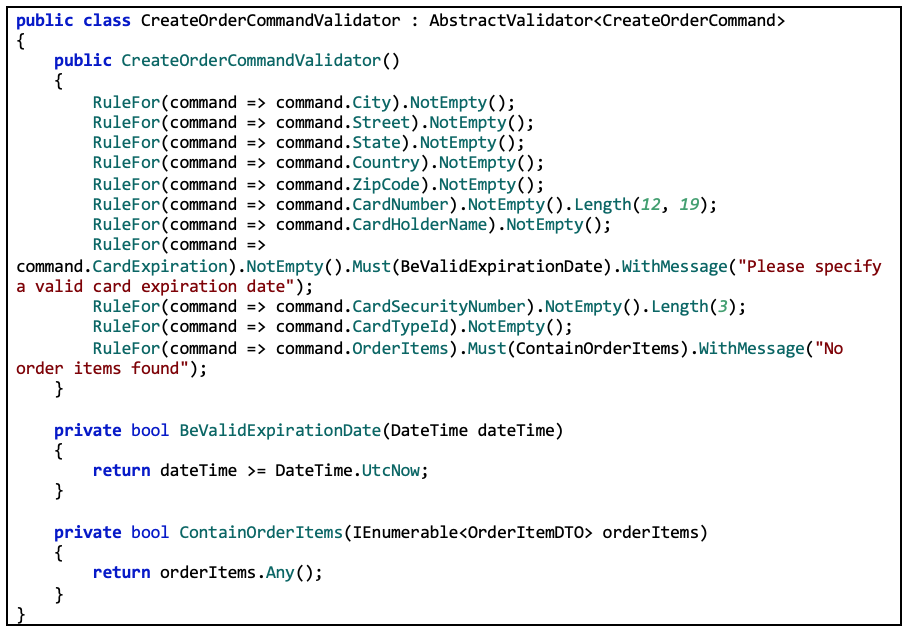 public class CreateOrderCommandValidator : AbstractValidator<CreateOrderCommand>
{
    public CreateOrderCommandValidator()
    {
        RuleFor(command => command.City).NotEmpty();
        RuleFor(command => command.Street).NotEmpty();
        RuleFor(command => command.State).NotEmpty();
        RuleFor(command => command.Country).NotEmpty();
        RuleFor(command => command.ZipCode).NotEmpty();
        RuleFor(command => command.CardNumber).NotEmpty().Length(12, 19);
        RuleFor(command => command.CardHolderName).NotEmpty();
        RuleFor(command =>
command.CardExpiration).NotEmpty().Must(BeValidExpirationDate).WithMessage("Please specify
a valid card expiration date");
        RuleFor(command => command.CardSecurityNumber).NotEmpty().Length(3);
        RuleFor(command => command.CardTypeId).NotEmpty();
        RuleFor(command => command.OrderItems).Must(ContainOrderItems).WithMessage("No
order items found");
    }

    private bool BeValidExpirationDate(DateTime dateTime)
    {
        return dateTime >= DateTime.UtcNow;
    }

    private bool ContainOrderItems(IEnumerable<OrderItemDTO> orderItems)
    {
        return orderItems.Any();
    }
}